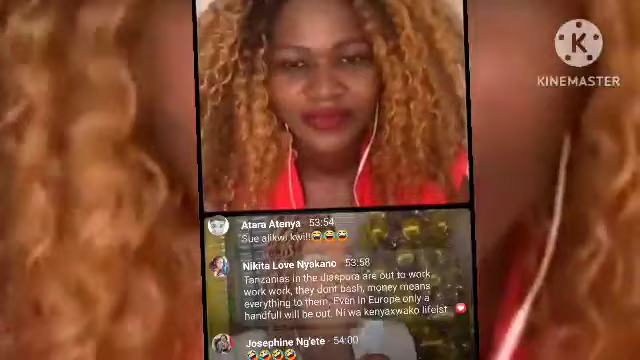 K
KINEMASTER
Atara Atenya · 53:54
Sue alikwi kwi!!!😂😂🤣
Nikita Love Nyakano · 53:58
Tanzanias in the diaspora are out to work
work work, they dont bash, money means
everything to them. Even in Europe only a
handfull will be out. Ni wa kenyaxwako lifeist
Josephine Ng'ete · 54:00
🤣🤣🤣🤣